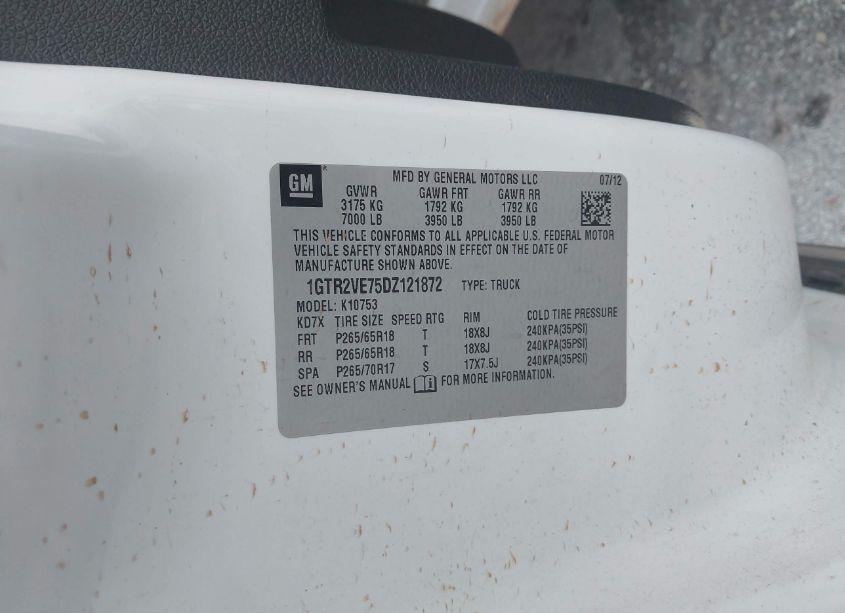 GM
MFD BY GENERAL MOTORS LLC 07/12
GVWR GAWR FRT GAWR RR
3175 KG 1792 KG 1792 KG
7000 LB 3950 LB 3950 LB
THIS VEHICLE CONFORMS TO ALL APPLICABLE U.S. FEDERAL MOTOR
VEHICLE SAFETY STANDARDS IN EFFECT ON THE DATE OF
MANUFACTURE SHOWN ABOVE.
1GTR2VE75DZ121872 TYPE: TRUCK
MODEL: K10753
KD7X TIRE SIZE SPEED RTG RIM COLD TIRE PRESSURE
FRT P265/65R18 T 18X8J 240KPA(35PSI)
RR P265/65R18 T 18X8J 240KPA(35PSI)
SPA P265/70R17 S 17X7.5J 240KPA(35PSI)
SEE OWNER'S MANUAL FOR MORE INFORMATION.